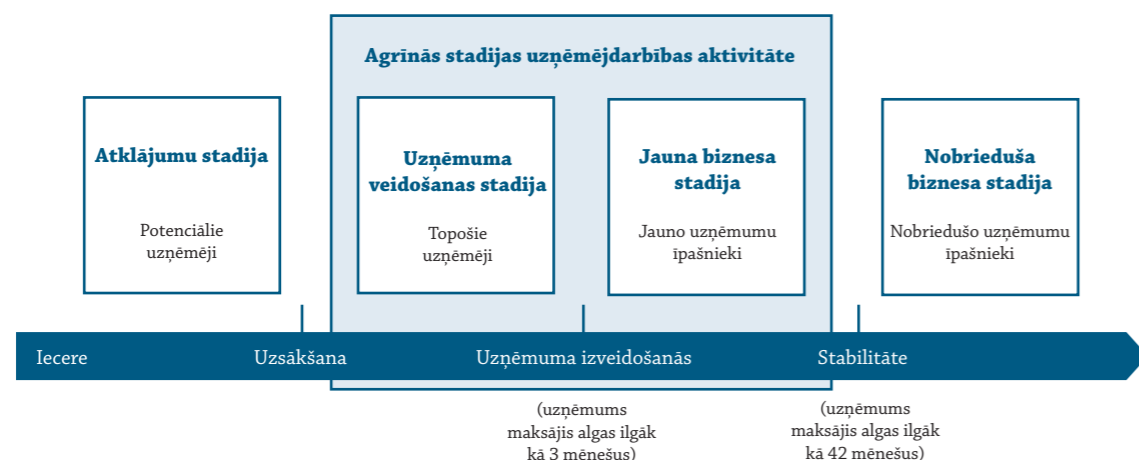 Agrīnās stadijas uzņēmējdarbības aktivitāte
Atklājumu stadija
Potenciālie
uzņēmēji
Uzņēmuma
veidošanas stadija
Topošie
uzņēmēji
Jauna biznesa
stadija
Jauno uzņēmumu
īpašnieki
Nobrieduša
biznesa stadija
Nobriedušo uzņēmumu
īpašnieki
Iecere
Uzsākšana
Uzņēmuma izveidošanās
Stabilitāte
(uzņēmums
maksājis algas ilgāk
kā 3 mēnešus)
(uzņēmums
maksājis algas ilgāk
kā 42 mēnešus)